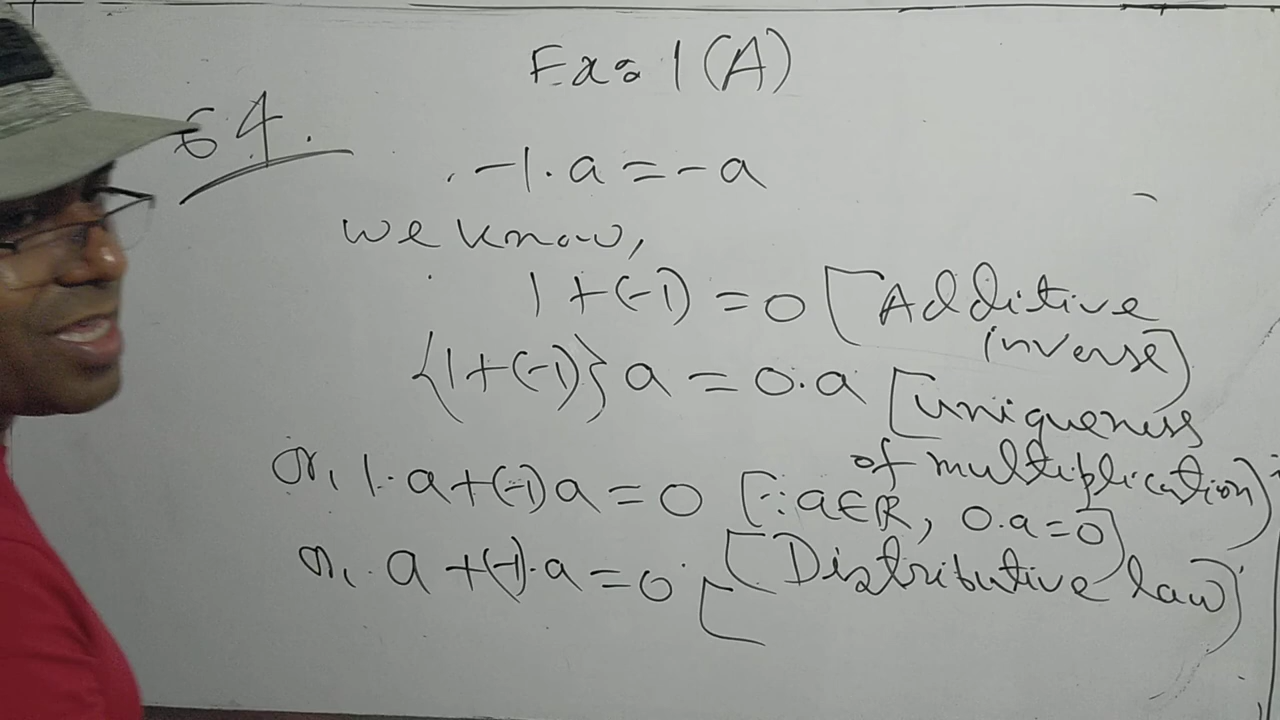 Ex: 1(A)
64.
-1.a = -a
we know,
1+(-1) = 0 [Additive
inverse]
{1+(-1)}a = 0.a [uniqueness
of multiplication]
or, 1.a+(-1)a = 0 [∵ a∈ℝ, 0.a=0]
or, a+(-1).a = 0 [Distributive law]
[